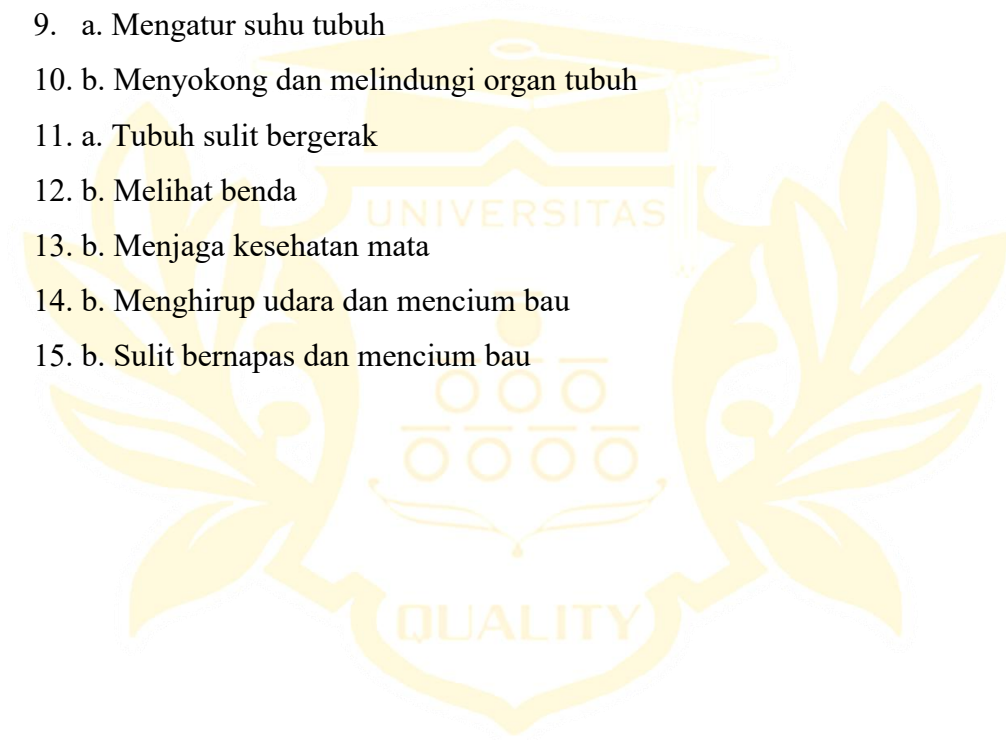 9. a. Mengatur suhu tubuh
10. b. Menyokong dan melindungi organ tubuh
11. a. Tubuh sulit bergerak
12. b. Melihat benda
UNIVERSITAS
13. b. Menjaga kesehatan mata
14. b. Menghirup udara dan mencium bau
15. b. Sulit bernapas dan mencium bau
QUALITY